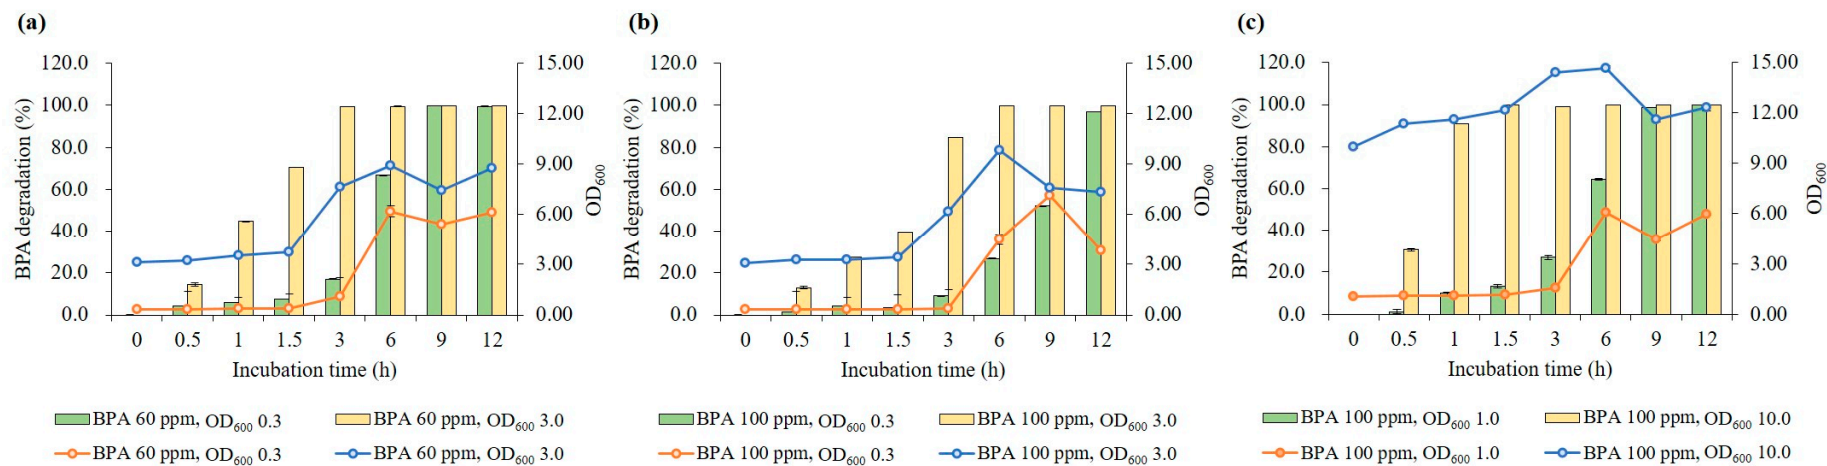 (a)
120.0
100.0
80.0
60.0
40.0
20.0
0.0
BPA degradation (%)
15.00
12.00
9.00
6.00
3.00
0.00
OD600
0 0.5 1 1.5 3 6 9 12
Incubation time (h)
BPA 60 ppm, OD600 0.3 BPA 60 ppm, OD600 3.0
BPA 60 ppm, OD600 0.3 BPA 60 ppm, OD600 3.0
(b)
120.0
100.0
80.0
60.0
40.0
20.0
0.0
BPA degradation (%)
15.00
12.00
9.00
6.00
3.00
0.00
OD600
0 0.5 1 1.5 3 6 9 12
Incubation time (h)
BPA 100 ppm, OD600 0.3 BPA 100 ppm, OD600 3.0
BPA 100 ppm, OD600 0.3 BPA 100 ppm, OD600 3.0
(c)
120.0
100.0
80.0
60.0
40.0
20.0
0.0
BPA degradation (%)
15.00
12.00
9.00
6.00
3.00
0.00
OD600
0 0.5 1 1.5 3 6 9 12
Incubation time (h)
BPA 100 ppm, OD600 1.0 BPA 100 ppm, OD600 10.0
BPA 100 ppm, OD600 1.0 BPA 100 ppm, OD600 10.0